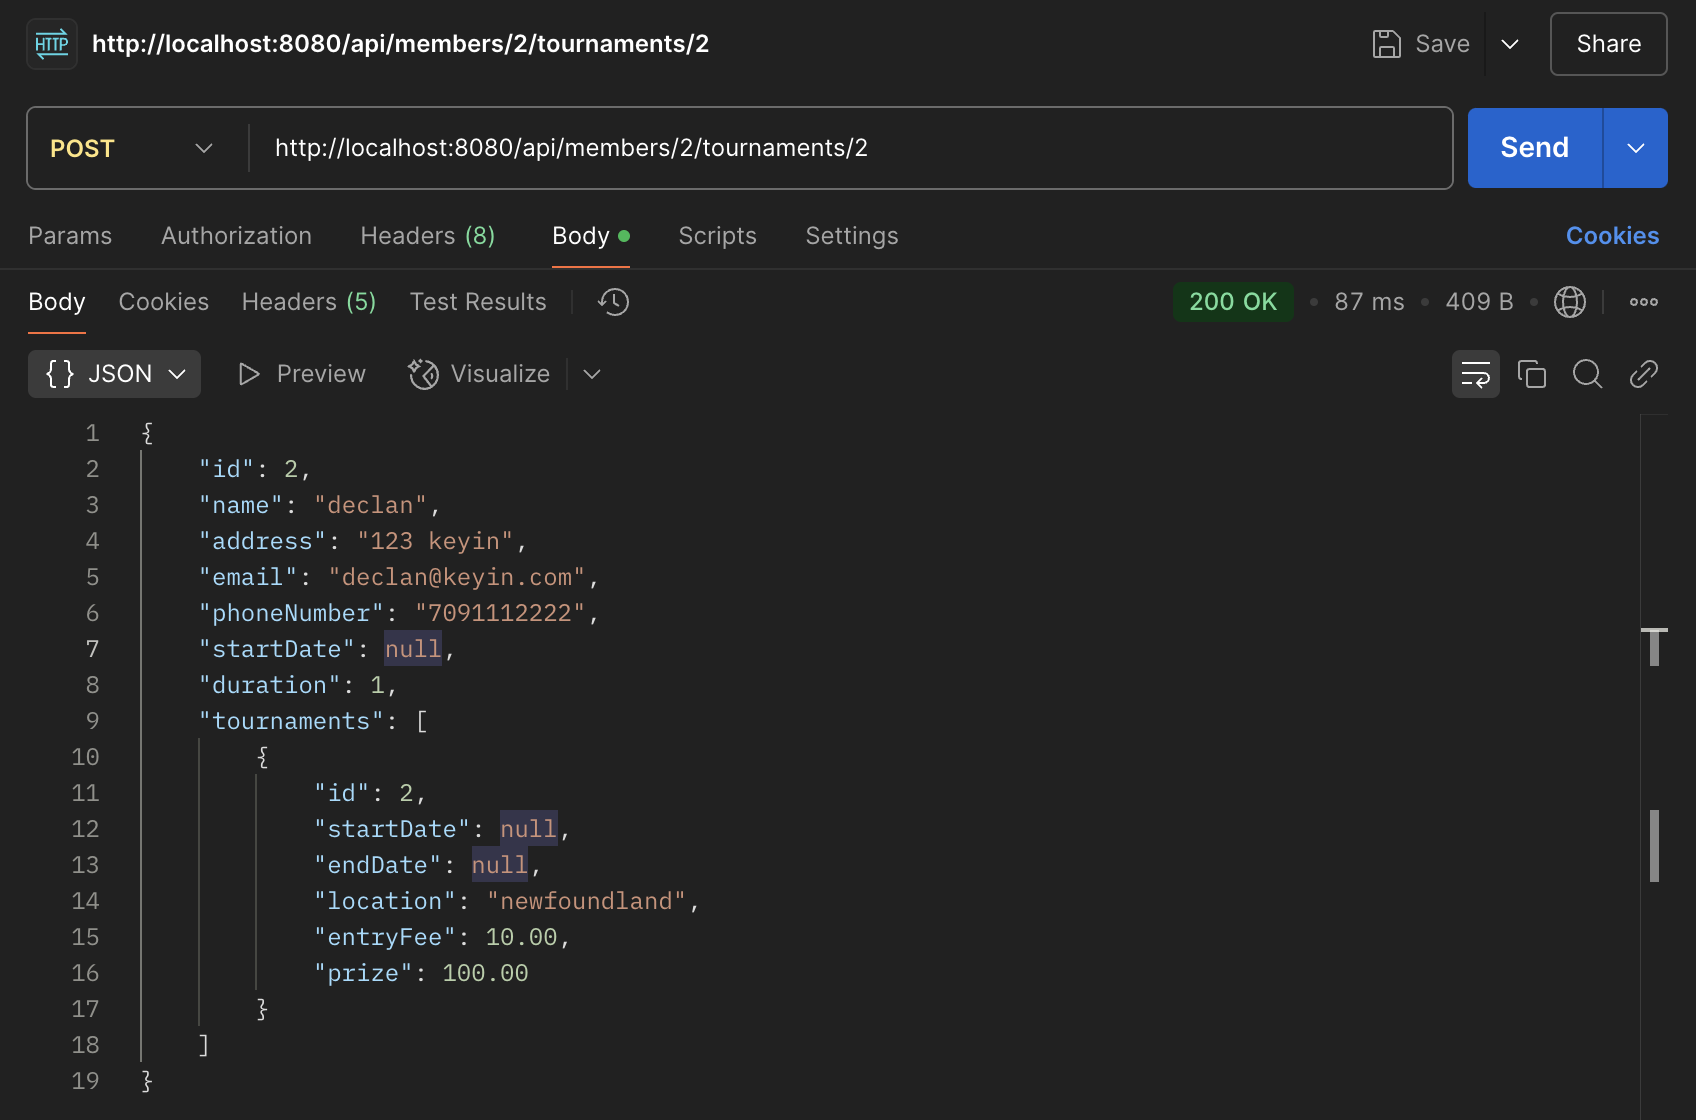 HTTP http://localhost:8080/api/members/2/tournaments/2 Save Share
POST http://localhost:8080/api/members/2/tournaments/2 Send
Params Authorization Headers (8) Body Scripts Settings Cookies
Body Cookies Headers (5) Test Results 200 OK • 87 ms • 409 B •
{} JSON Preview Visualize
1 {
2 "id": 2,
3 "name": "declan",
4 "address": "123 keyin",
5 "email": "declan@keyin.com",
6 "phoneNumber": "7091112222",
7 "startDate": null,
8 "duration": 1,
9 "tournaments": [
10 {
11 "id": 2,
12 "startDate": null,
13 "endDate": null,
14 "location": "newfoundland",
15 "entryFee": 10.00,
16 "prize": 100.00
17 }
18 ]
19 }